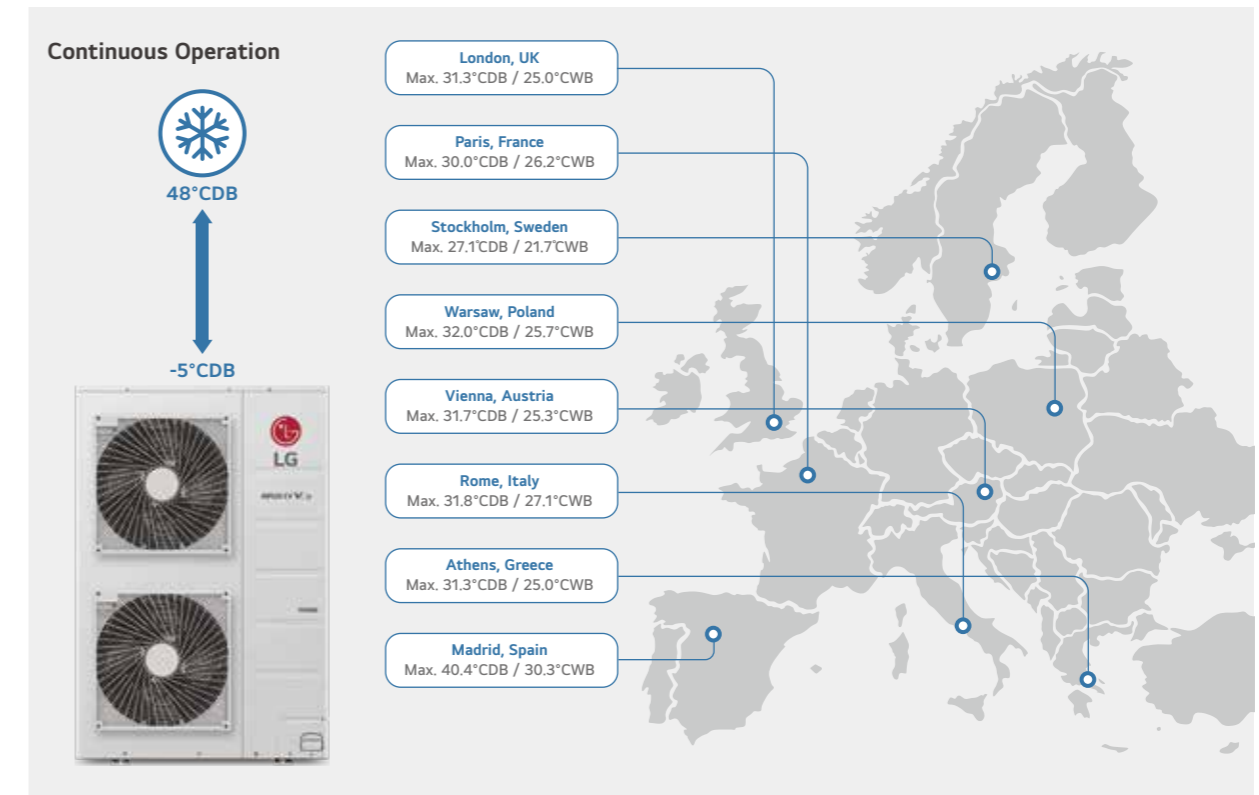 Continuous Operation
48°CDB
-5°CDB
LG
London, UK
Max. 31.3°CDB / 25.0°CWB
Paris, France
Max. 30.0°CDB / 26.2°CWB
Stockholm, Sweden
Max. 27.1℃DB / 21.7℃WB
Warsaw, Poland
Max. 32.0°CDB / 25.7°CWB
Vienna, Austria
Max. 31.7°CDB / 25.3°CWB
Rome, Italy
Max. 31.8°CDB / 27.1°CWB
Athens, Greece
Max. 31.3°CDB / 25.0°CWB
Madrid, Spain
Max. 40.4°CDB / 30.3°CWB